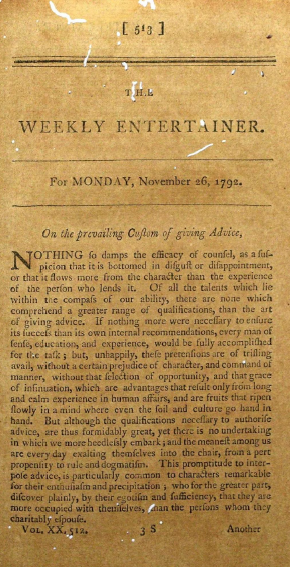 [ 513 ]
THE
WEEKLY ENTERTAINER.
For MONDAY, November 26, 1792.
On the prevailing Custom of giving Advice,
NOTHING so damps the efficacy of counsel, as a sus-
picion that it is bottomed in disgust or disappointment,
or that it flows more from the character than the experience
of the person who lends it. Of all the talents which lie
within the compass of our ability, there are none which
comprehend a greater range of qualifications, than the art
of giving advice. If nothing more were necessary to ensure
its success than its own internal recommendations, every man of
sense, education, and experience, would be fully accomplished
for the task; but, unhappily, these pretensions are of trifling
avail, without a certain prejudice of character, and command of
manner, without that selection of opportunity, and that grace
of insinuation, which are advantages that result only from long
and calm experience in human affairs, and are fruits that ripen
slowly in a mind where even the soil and culture go hand in
hand. But although the qualifications necessary to authorise
advice, are thus formidably great, yet there is no undertaking
in which we more heedlessly embark; and the meanest among us
are every day exalting themselves into the chair, from a pert
propensity to rule and dogmatism. This promptitude to inter-
pole advice, is particularly common to characters remarkable
for their enthusiasm and precipitation; who for the greater part,
discover plainly, by their egotism and sufficiency, that they are
more occupied with themselves, than the persons whom they
charitably espouse.
VOL. XX. 512. 3 S Another